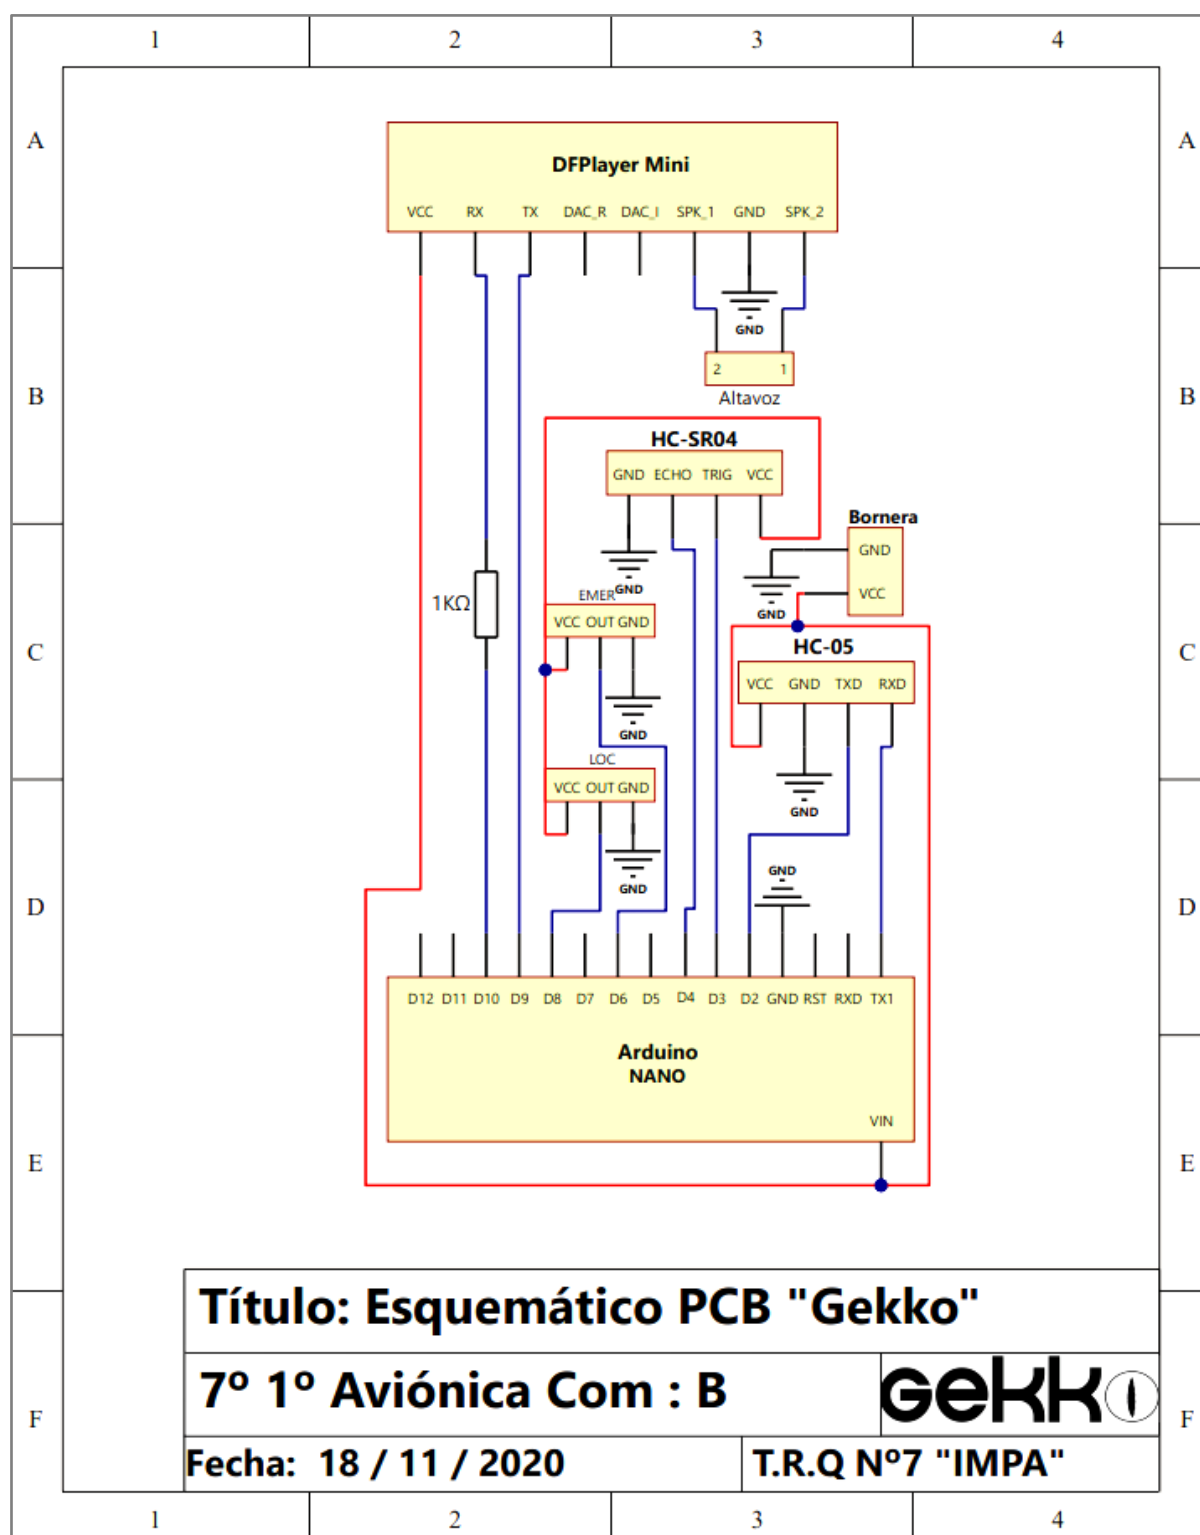 1 2 3 4
A A
DFPlayer Mini
VCC RX TX DAC_R DAC_I SPK_1 GND SPK_2
GND
2 1
B Altavoz B
HC-SR04
GND ECHO TRIG VCC
Bornera
GND
VCC
GND
GND
EMER
VCC OUT GND
1KΩ
C C
HC-05
VCC GND TXD RXD
GND
LOC
VCC OUT GND
GND
GND
GND
D D
D12 D11 D10 D9 D8 D7 D6 D5 D4 D3 D2 GND RST RXD TX1
Arduino
NANO
VIN
E E
Título: Esquemático PCB "Gekko"
7º 1º Aviónica Com : B
GeKKO
F F
Fecha: 18 / 11 / 2020
T.R.Q Nº7 "IMPA"
1 2 3 4